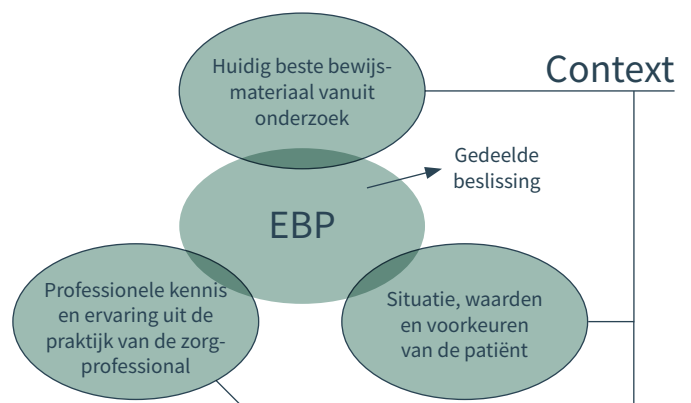 Huidig beste bewijs-
materiaal vanuit
onderzoek
Context
Gedeelde
beslissing
EBP
Professionele kennis
en ervaring uit de
praktijk van de zorg-
professional
Situatie, waarden
en voorkeuren
van de patiënt